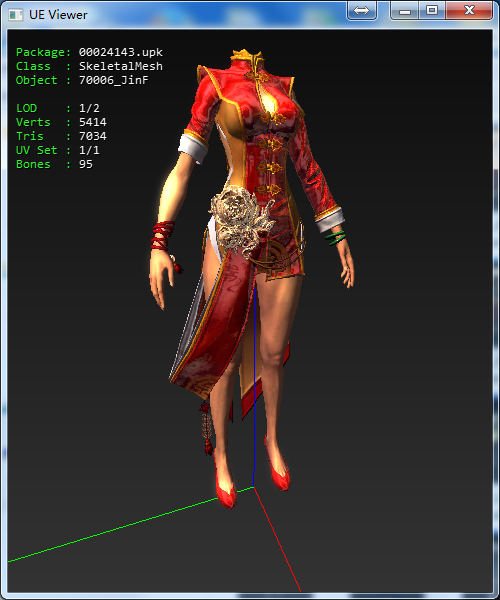 UE Viewer
Package: 00024143.upk
Class : SkeletalMesh
Object : 70006_JinF
LOD : 1/2
Verts : 5414
Tris : 7034
UV Set : 1/1
Bones : 95